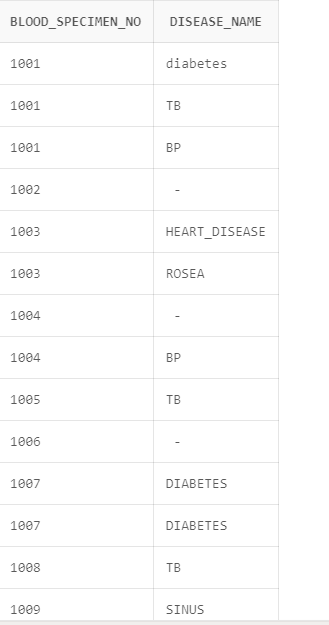 BLOOD_SPECIMEN_NO DISEASE_NAME
1001 diabetes
1001 TB
1001 BP
1002 -
1003 HEART_DISEASE
1003 ROSEA
1004 -
1004 BP
1005 TB
1006 -
1007 DIABETES
1007 DIABETES
1008 TB
1009 SINUS